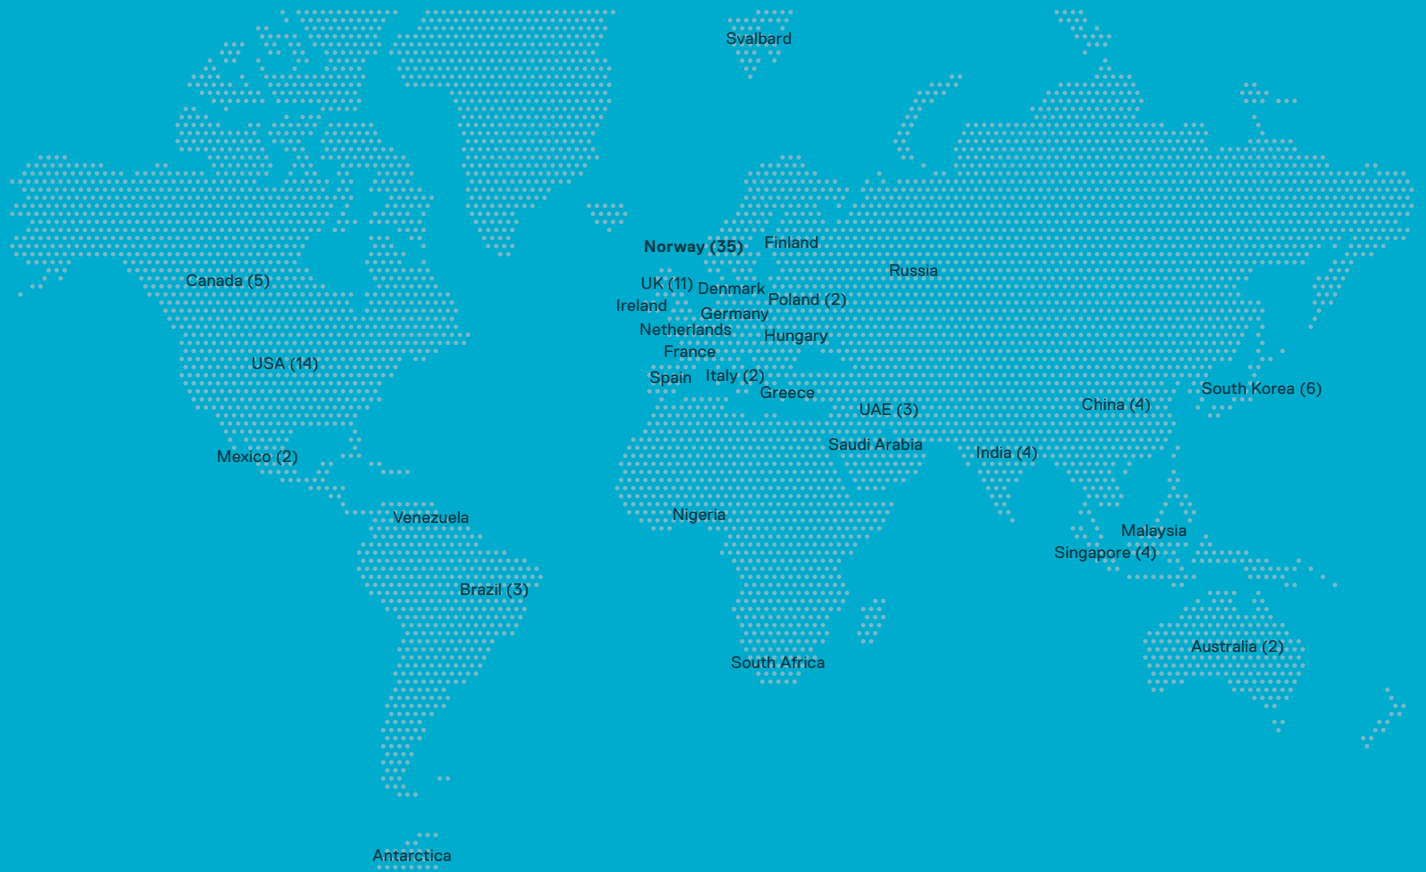 Svalbard
Norway (35)
Finland
Russia
Canada (5)
UK (11)
Denmark
Poland (2)
Ireland
Germany
Netherlands
Hungary
France
USA (14)
Spain
Italy (2)
Greece
South Korea (6)
China (4)
UAE (3)
Saudi Arabia
India (4)
Mexico (2)
Nigeria
Venezuela
Malaysia
Singapore (4)
Brazil (3)
Australia (2)
South Africa
Antarctica